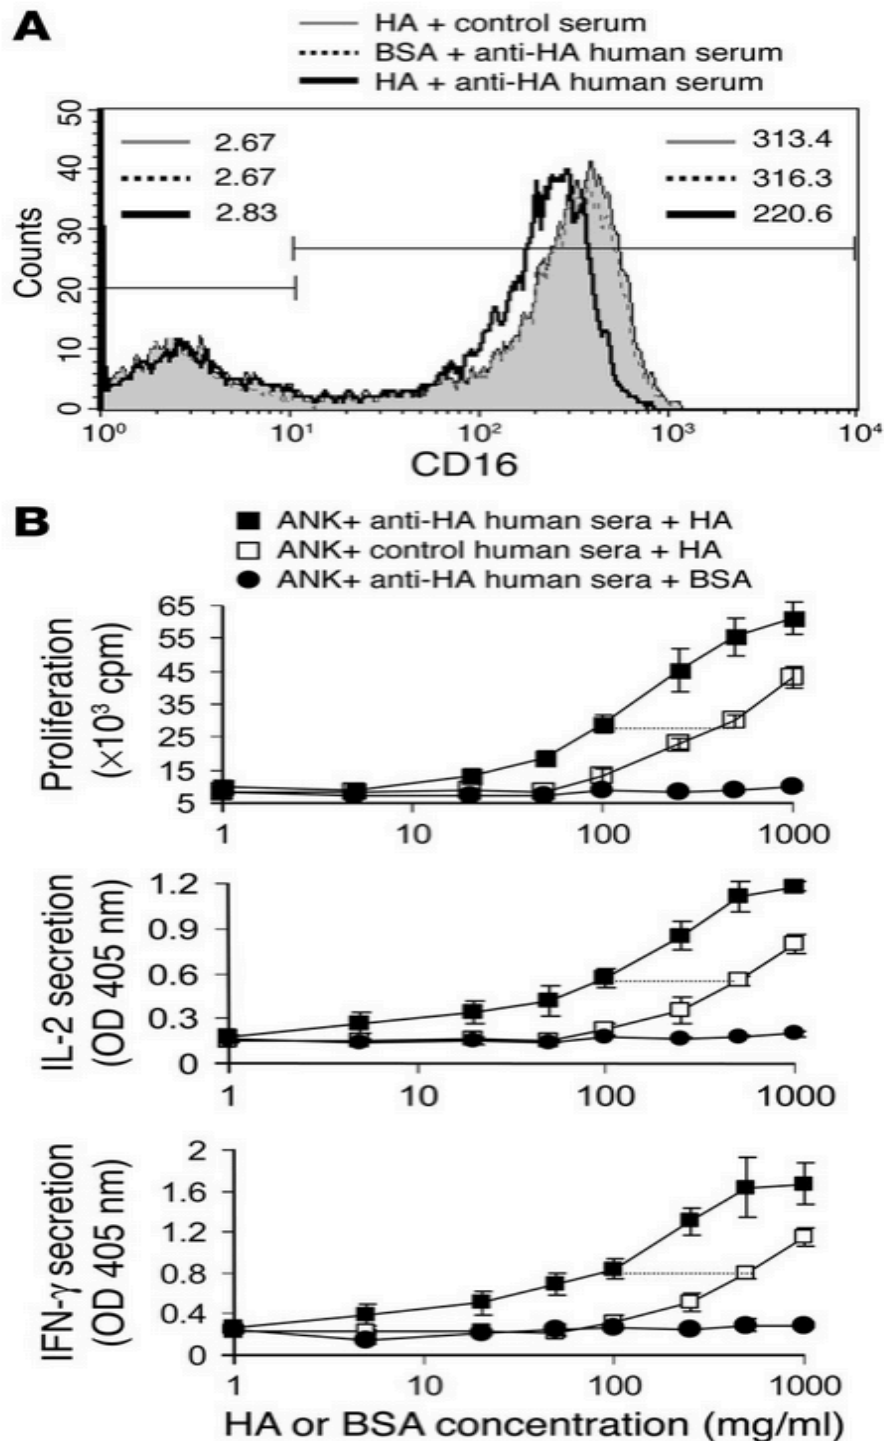 A
HA + control serum
BSA + anti-HA human serum
HA + anti-HA human serum
50
40
30
20
10
0
Counts
2.67
2.67
2.83
313.4
316.3
220.6
10⁰ 10¹ 10² 10³ 10⁴
CD16
B
ANK+ anti-HA human sera + HA
ANK+ control human sera + HA
ANK+ anti-HA human sera + BSA
Proliferation
(×10³ cpm)
65
55
45
35
25
15
5
1 10 100 1000
IL-2 secretion
(OD 405 nm)
1.2
0.9
0.6
0.3
0
1 10 100 1000
IFN-γ secretion
(OD 405 nm)
2
1.6
1.2
0.8
0.4
0
1 10 100 1000
HA or BSA concentration (mg/ml)